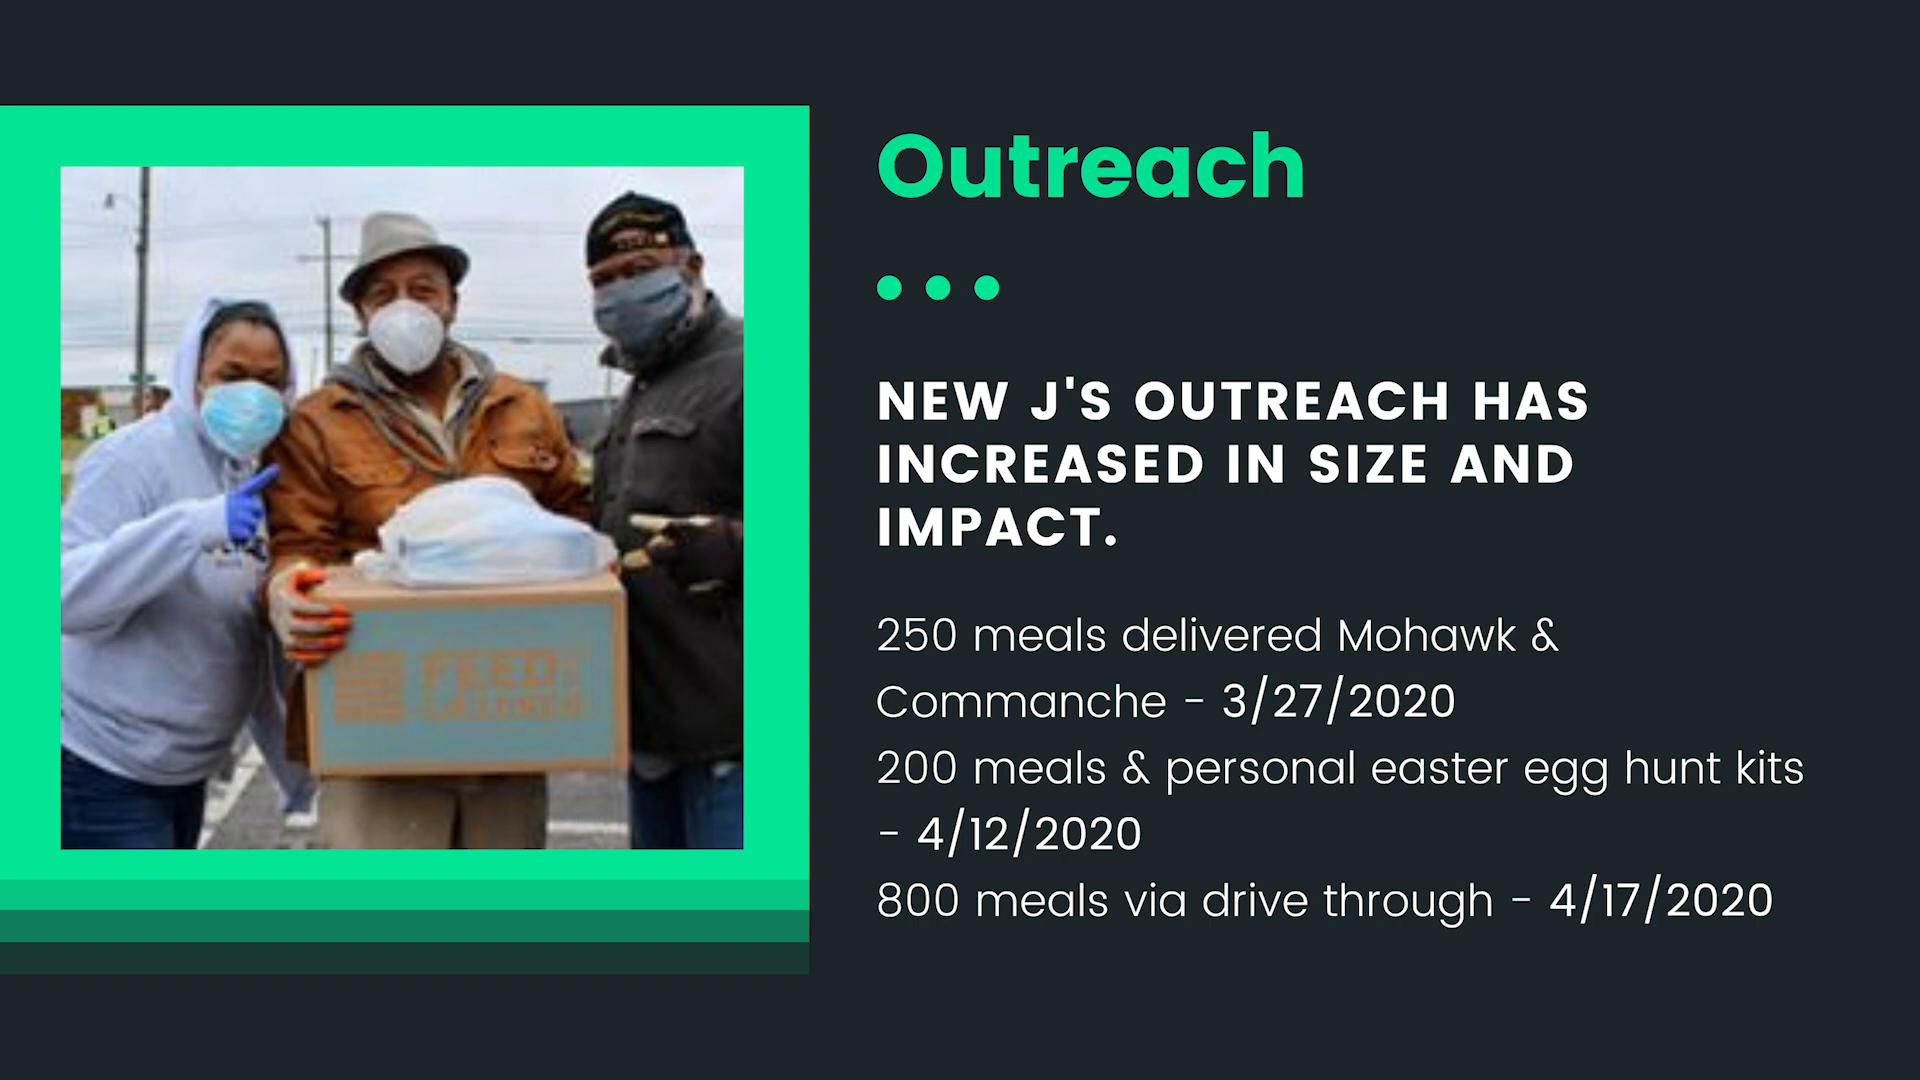 Outreach
NEW J'S OUTREACH HAS
INCREASED IN SIZE AND
IMPACT.
250 meals delivered Mohawk &
Commanche - 3/27/2020
200 meals & personal easter egg hunt kits
- 4/12/2020
800 meals via drive through - 4/17/2020